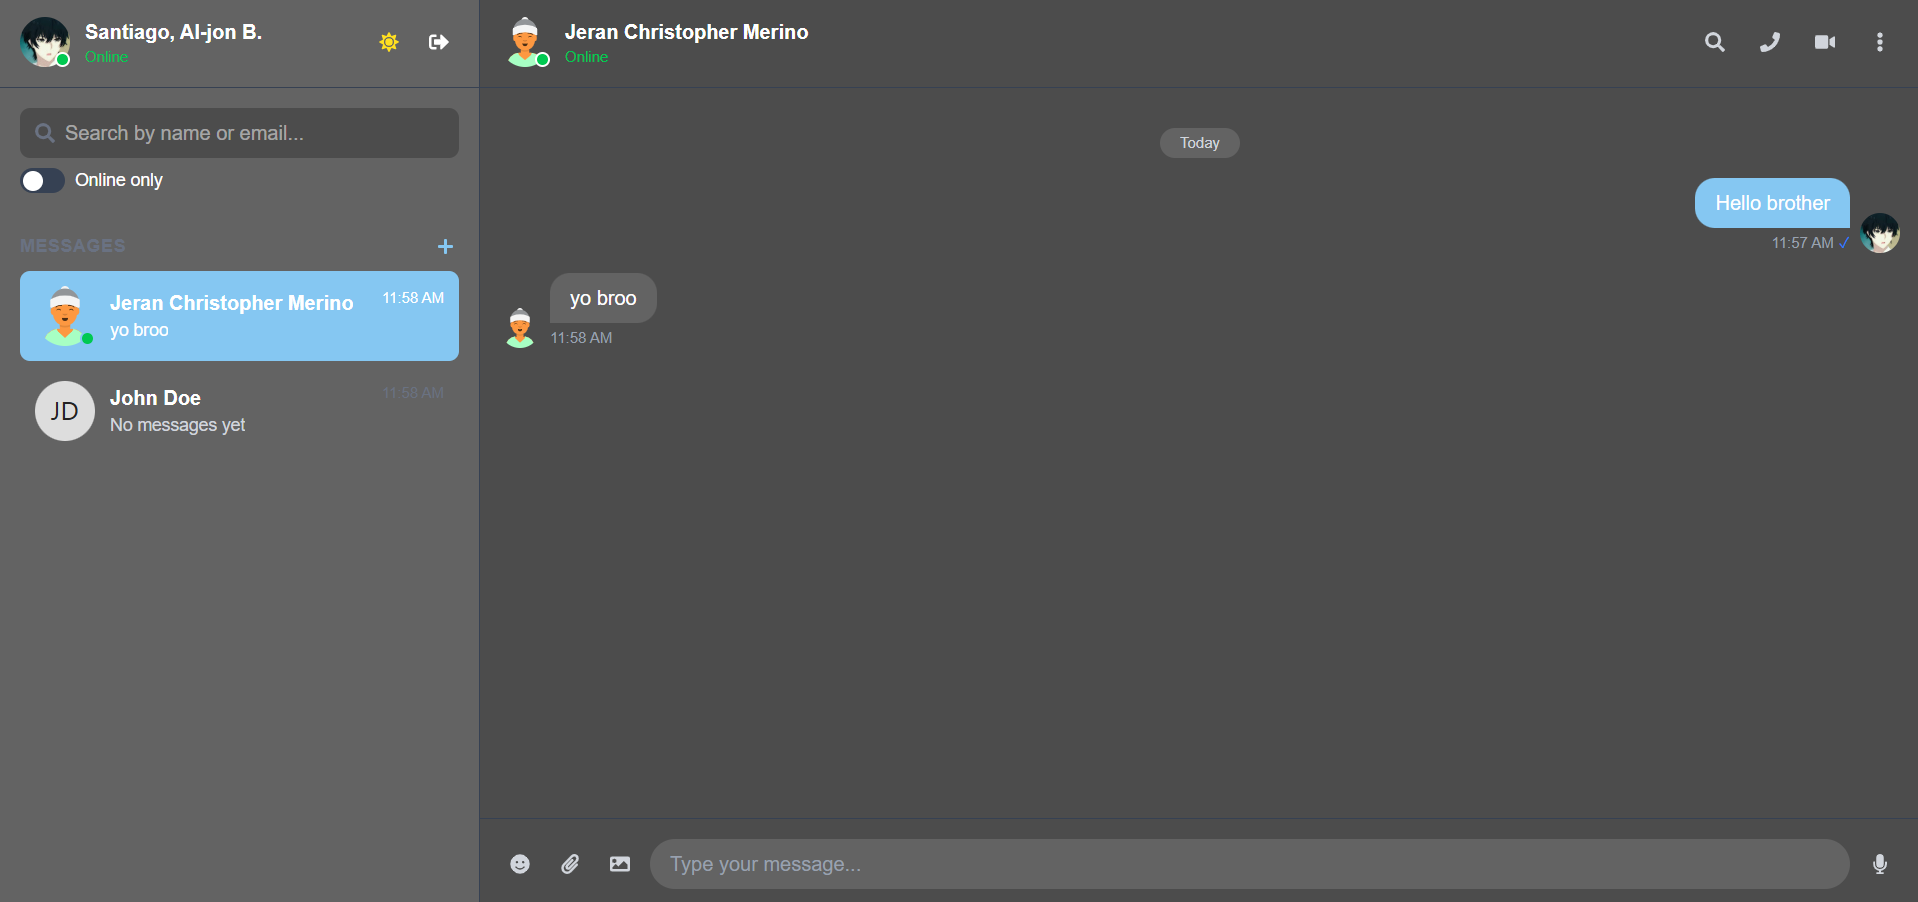 Santiago, Al-jon B.
Online
Search by name or email...
Online only
MESSAGES
Jeran Christopher Merino
11:58 AM
yo broo
JD
John Doe
11:58 AM
No messages yet
Jeran Christopher Merino
Online
Today
Hello brother
11:57 AM ✓
yo broo
11:58 AM
Type your message...